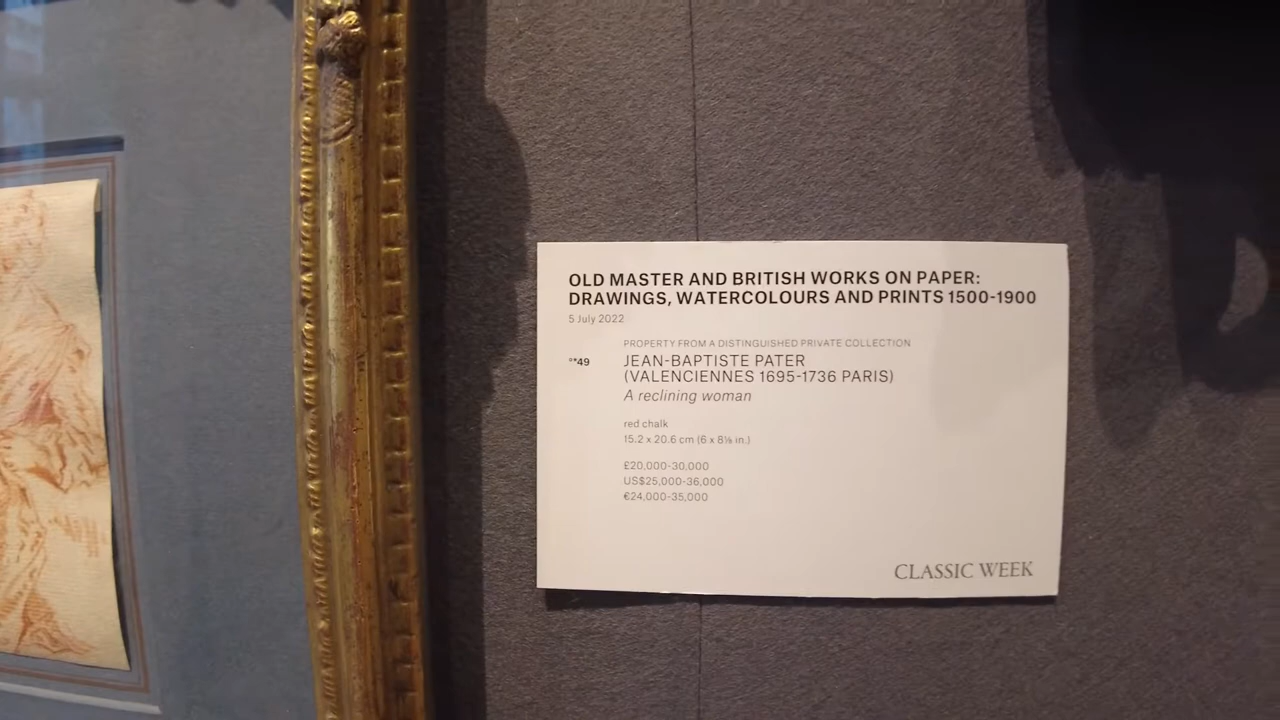 OLD MASTER AND BRITISH WORKS ON PAPER:
DRAWINGS, WATERCOLOURS AND PRINTS 1500-1900
5 July 2022
PROPERTY FROM A DISTINGUISHED PRIVATE COLLECTION
°*49 JEAN-BAPTISTE PATER
(VALENCIENNES 1695-1736 PARIS)
A reclining woman
red chalk
15.2 x 20.6 cm (6 x 8⅛ in.)
£20,000-30,000
US$25,000-36,000
€24,000-35,000
CLASSIC WEEK